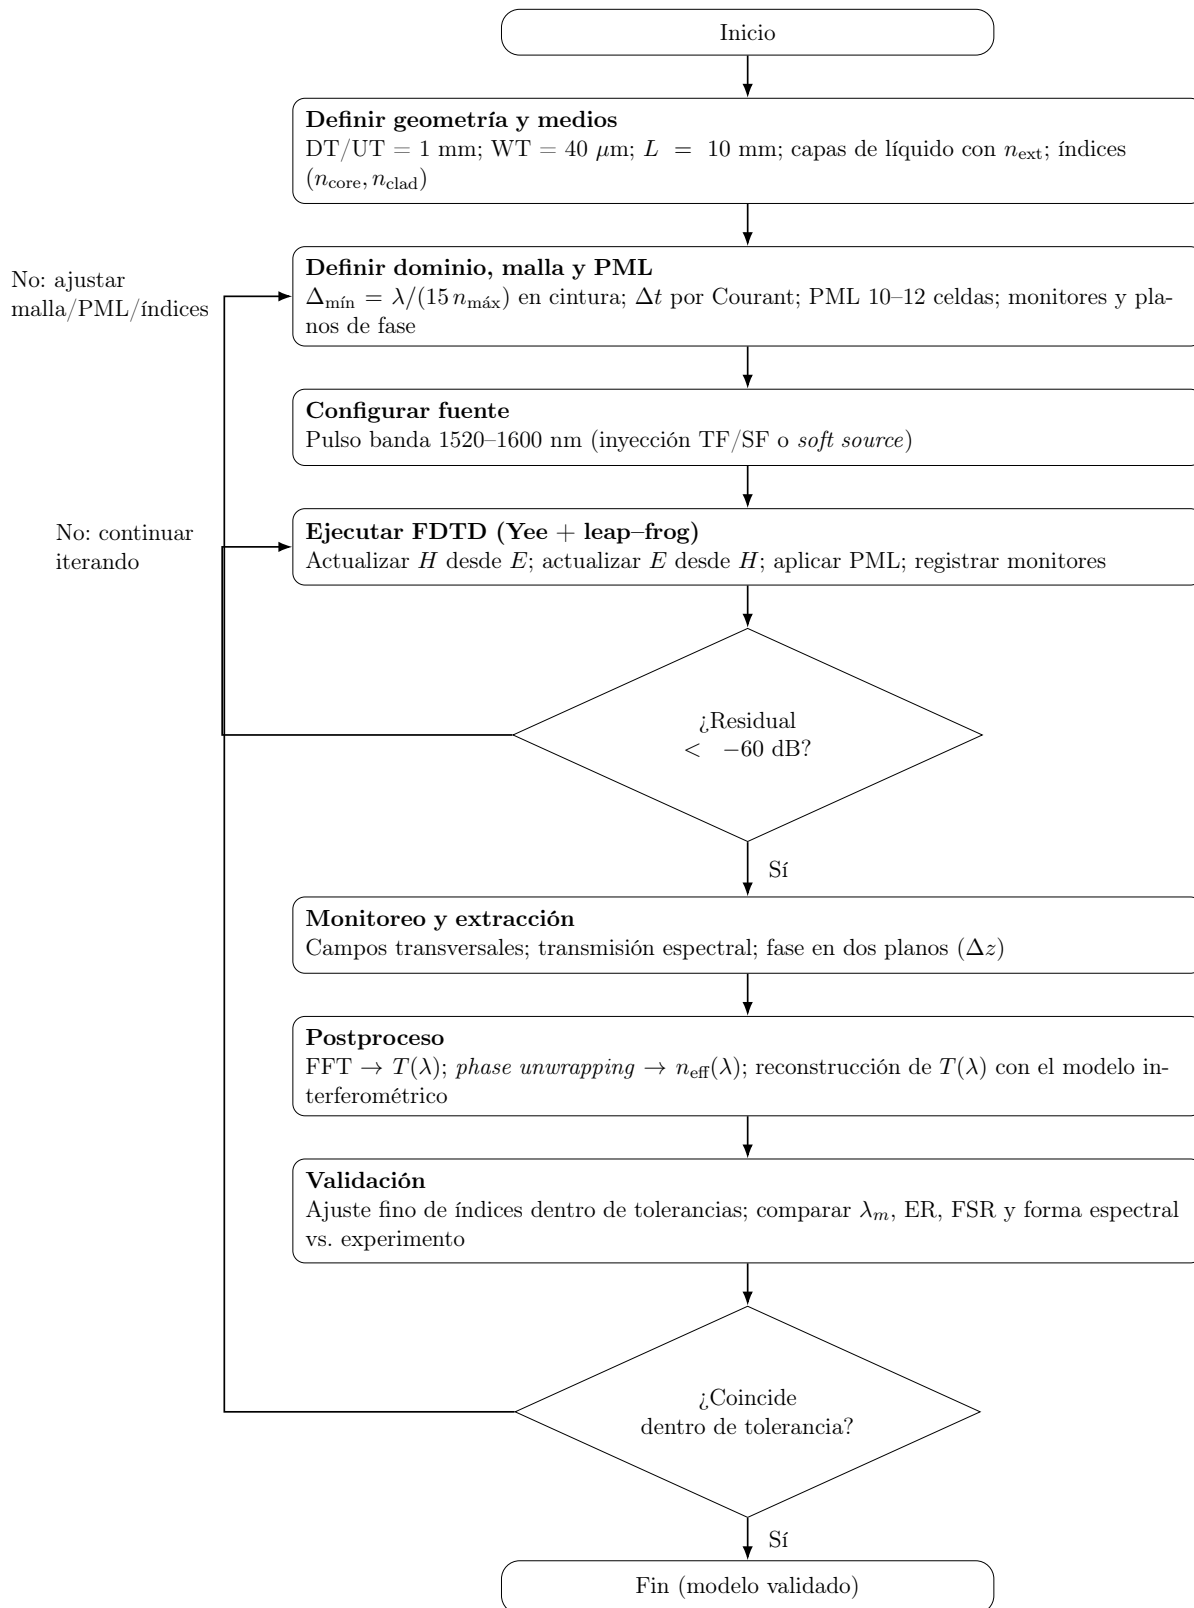 Inicio
Definir geometría y medios
DT/UT = 1 mm; WT = 40 μm; L = 10 mm; capas de líquido con n_ext; índices
(n_core, n_clad)
No: ajustar
malla/PML/índices
Definir dominio, malla y PML
Δ_mín = λ/(15 n_máx) en cintura; Δt por Courant; PML 10–12 celdas; monitores y pla-
nos de fase
Configurar fuente
Pulso banda 1520–1600 nm (inyección TF/SF o soft source)
No: continuar
iterando
Ejecutar FDTD (Yee + leap–frog)
Actualizar H desde E; actualizar E desde H; aplicar PML; registrar monitores
¿Residual
< −60 dB?
Sí
Monitoreo y extracción
Campos transversales; transmisión espectral; fase en dos planos (Δz)
Postproceso
FFT → T(λ); phase unwrapping → n_eff(λ); reconstrucción de T(λ) con el modelo in-
terferométrico
Validación
Ajuste fino de índices dentro de tolerancias; comparar λ_m, ER, FSR y forma espectral
vs. experimento
¿Coincide
dentro de tolerancia?
Sí
Fin (modelo validado)